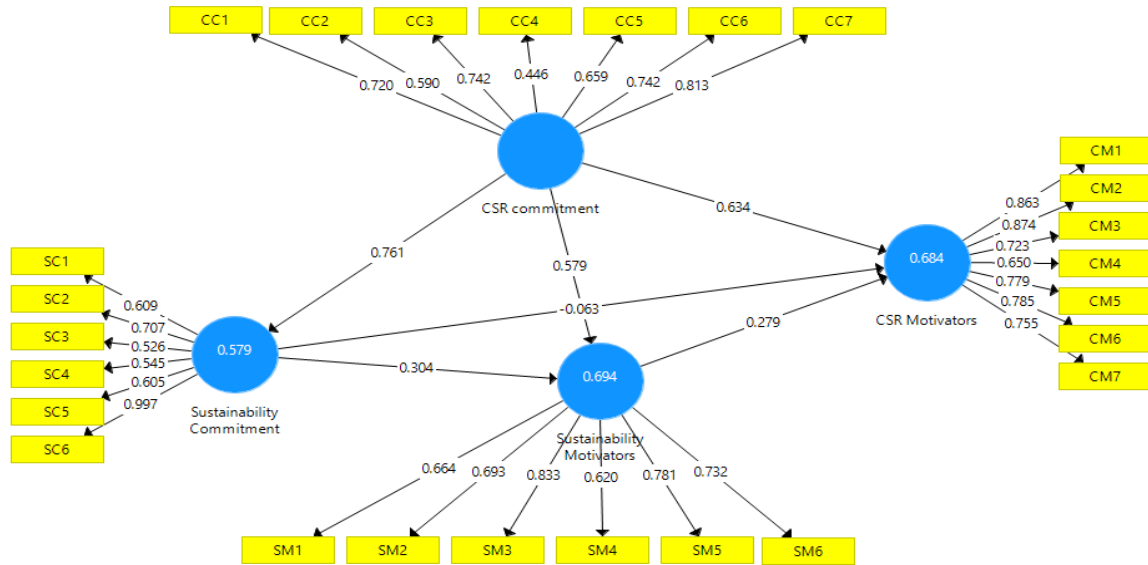 CC1 CC2 CC3 CC4 CC5 CC6 CC7
0.720 0.590 0.742 0.446 0.659 0.742 0.813
CSR commitment
0.761
0.579
0.634
-0.063
0.304
0.279
SC1
SC2
SC3
SC4
SC5
SC6
0.609
0.707
0.526
0.545
0.605
0.997
0.579
Sustainability
Commitment
0.694
Sustainability
Motivators
0.684
CSR Motivators
0.863
0.874
0.723
0.650
0.779
0.785
0.755
CM1
CM2
CM3
CM4
CM5
CM6
CM7
0.664 0.693 0.833 0.620 0.781 0.732
SM1 SM2 SM3 SM4 SM5 SM6